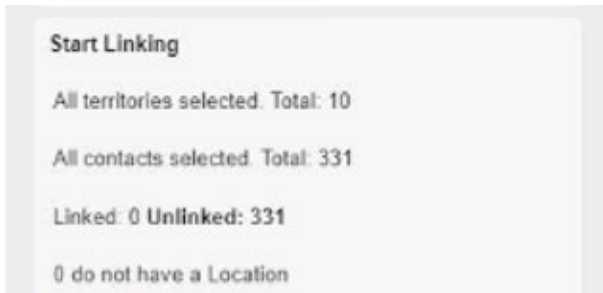 Start Linking
All territories selected. Total: 10
All contacts selected. Total: 331
Linked: 0 Unlinked: 331
0 do not have a Location